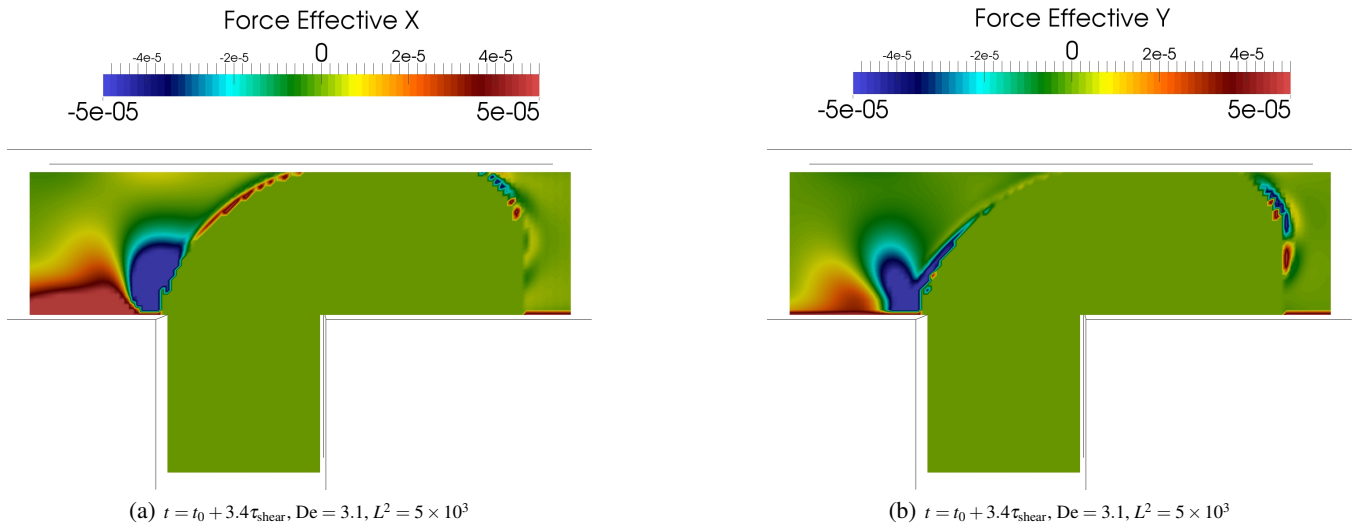 Force Effective X
-4e-5 -2e-5 0 2e-5 4e-5
-5e-05 5e-05
Force Effective Y
-4e-5 -2e-5 0 2e-5 4e-5
-5e-05 5e-05
(a) t = t₀ + 3.4τ_shear, De = 3.1, L² = 5 × 10³
(b) t = t₀ + 3.4τ_shear, De = 3.1, L² = 5 × 10³